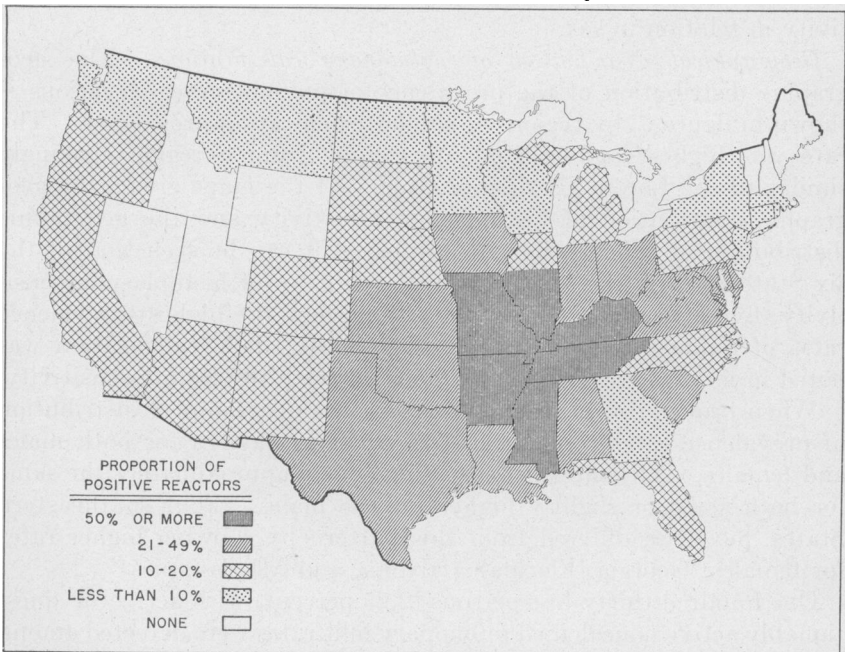 PROPORTION OF
POSITIVE REACTORS
50% OR MORE
21-49%
10-20%
LESS THAN 10%
NONE